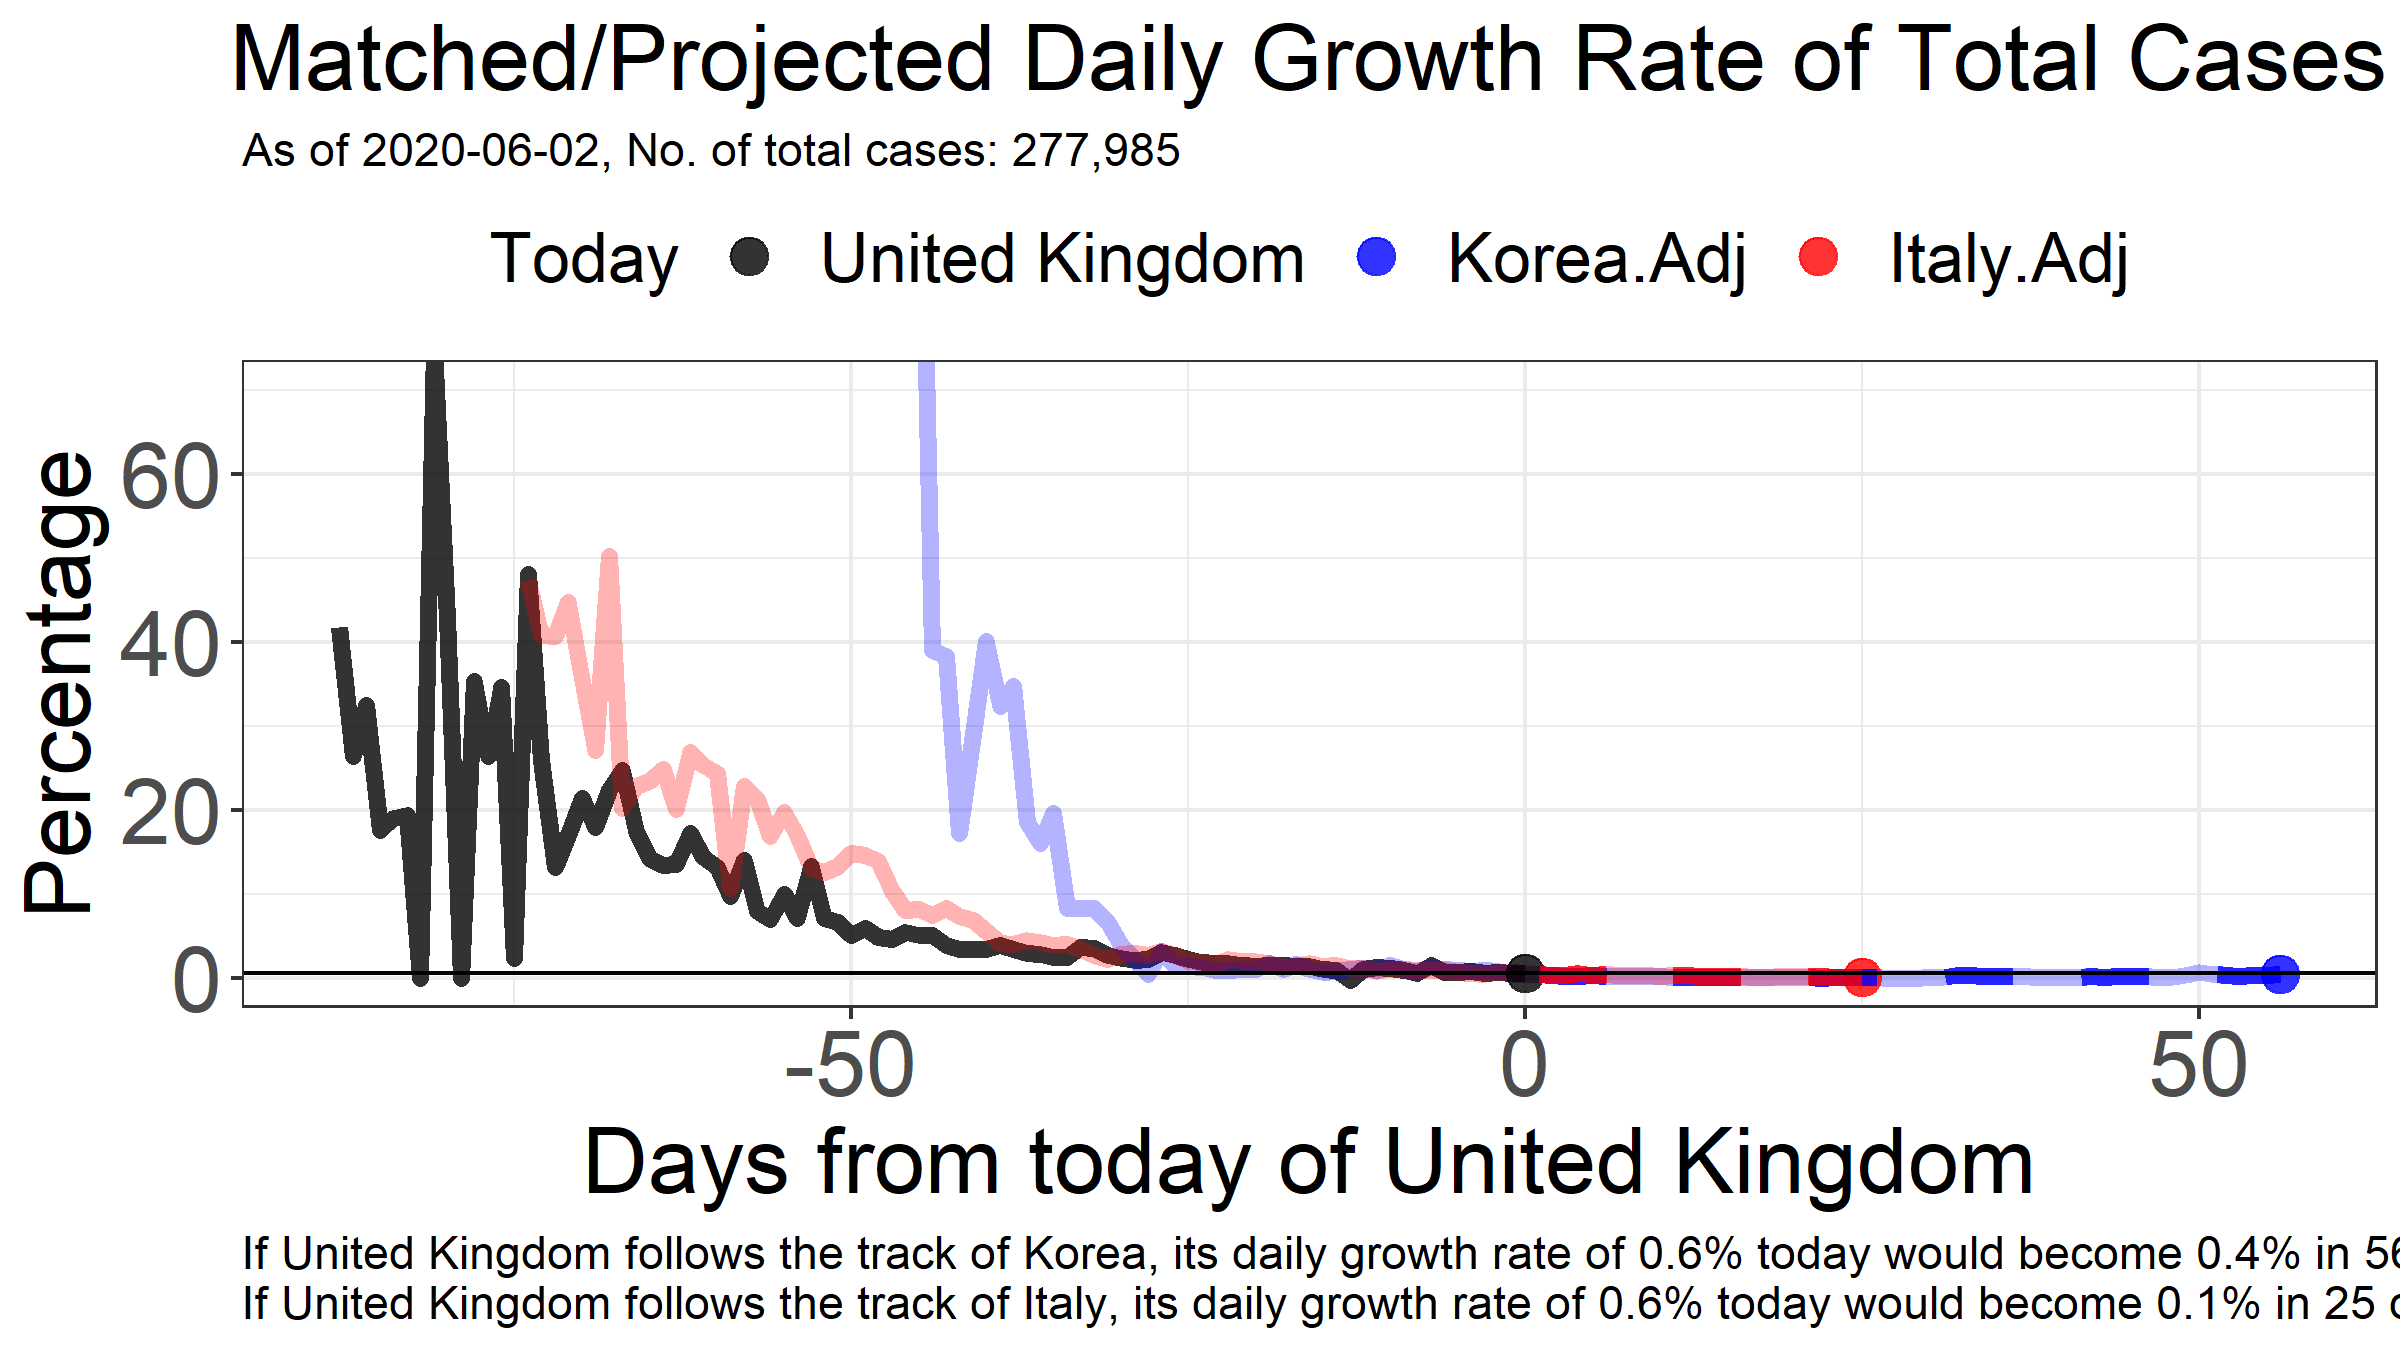 Matched/Projected Daily Growth Rate of Total Cases
As of 2020-06-02, No. of total cases: 277,985
Today United Kingdom Korea.Adj Italy.Adj
Percentage
60
40
20
0
-50 0 50
Days from today of United Kingdom
If United Kingdom follows the track of Korea, its daily growth rate of 0.6% today would become 0.4% in 56
If United Kingdom follows the track of Italy, its daily growth rate of 0.6% today would become 0.1% in 25